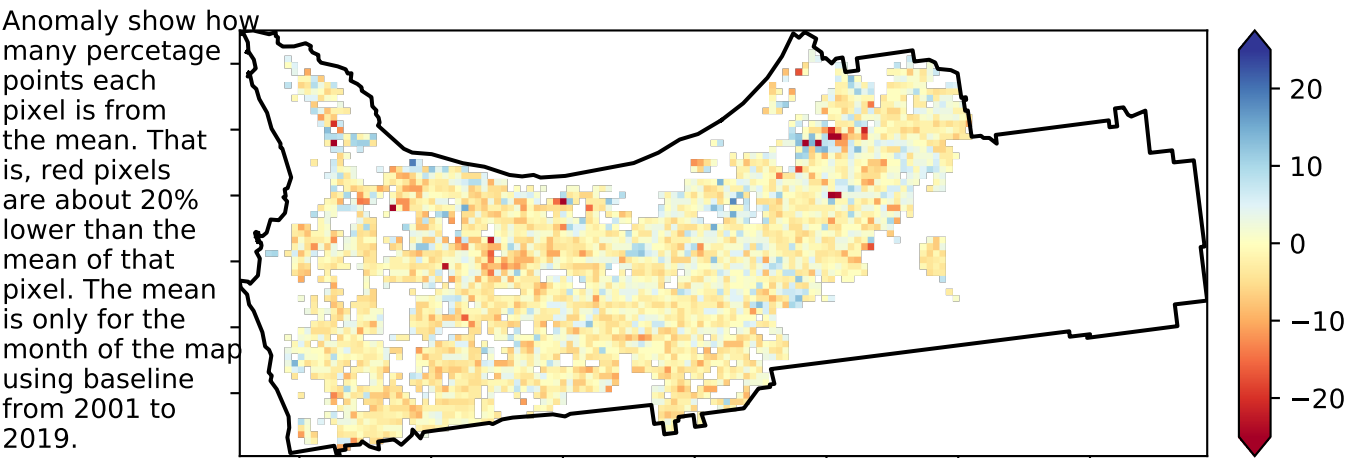 Anomaly show how
many percetage
points each
pixel is from
the mean. That
is, red pixels
are about 20%
lower than the
mean of that
pixel. The mean
is only for the
month of the map
using baseline
from 2001 to
2019.
20
10
0
−10
−20